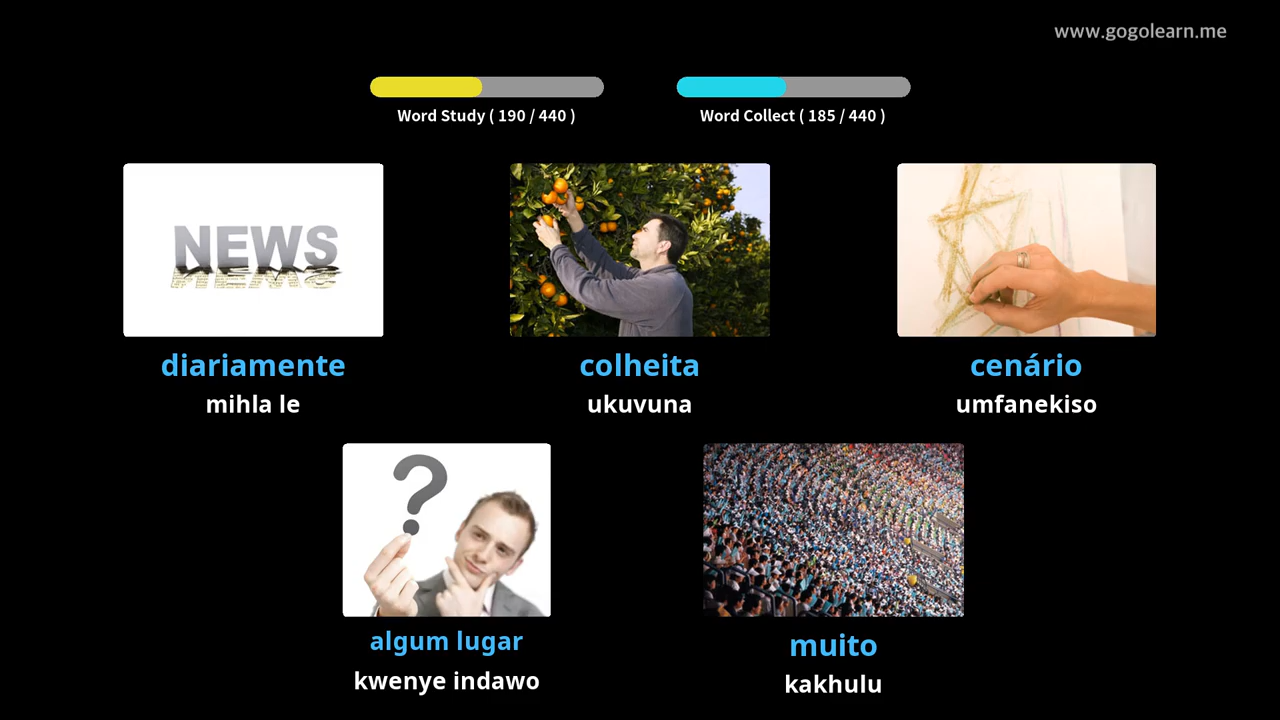 www.gogolearn.me
Word Study ( 190 / 440 )
Word Collect ( 185 / 440 )
NEWS
diariamente
mihla le
colheita
ukuvuna
cenário
umfanekiso
algum lugar
kwenye indawo
muito
kakhulu